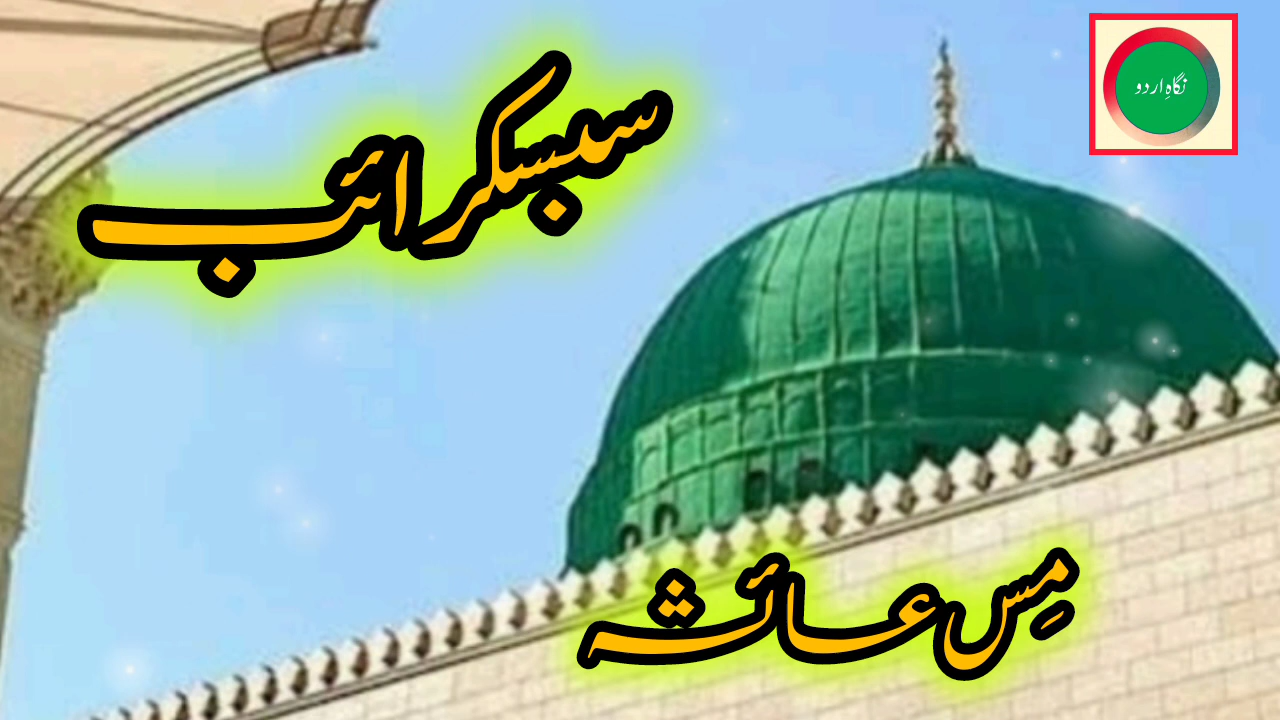 نگاہِ اردو
سبسکرائب
مِس عائشہ